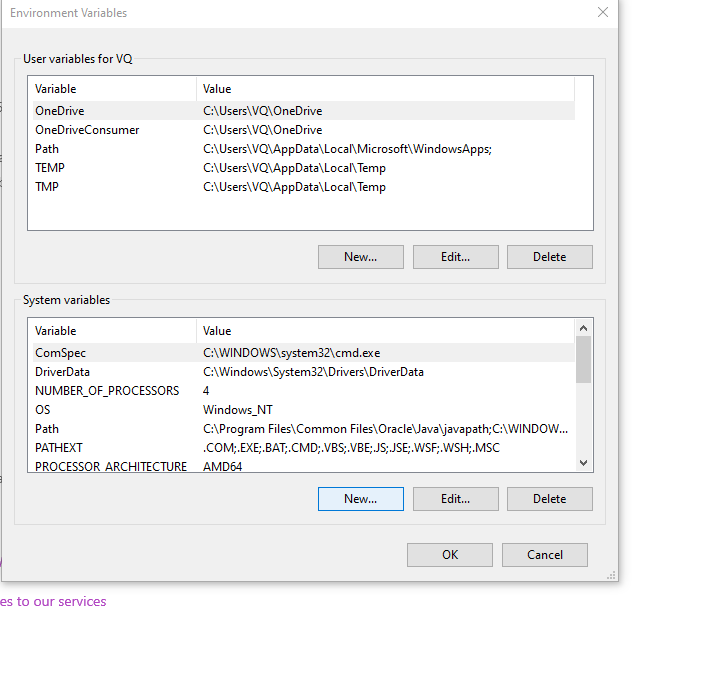 Environment Variables
User variables for VQ
Variable Value
OneDrive C:\Users\VQ\OneDrive
OneDriveConsumer C:\Users\VQ\OneDrive
Path C:\Users\VQ\AppData\Local\Microsoft\WindowsApps;
TEMP C:\Users\VQ\AppData\Local\Temp
TMP C:\Users\VQ\AppData\Local\Temp
New... Edit... Delete
System variables
Variable Value
ComSpec C:\WINDOWS\system32\cmd.exe
DriverData C:\Windows\System32\Drivers\DriverData
NUMBER_OF_PROCESSORS 4
OS Windows_NT
Path C:\Program Files\Common Files\Oracle\Java\javapath;C:\WINDOW...
PATHEXT .COM;.EXE;.BAT;.CMD;.VBS;.VBE;.JS;.JSE;.WSF;.WSH;.MSC
PROCESSOR_ARCHITECTURE AMD64
New... Edit... Delete
OK Cancel
es to our services